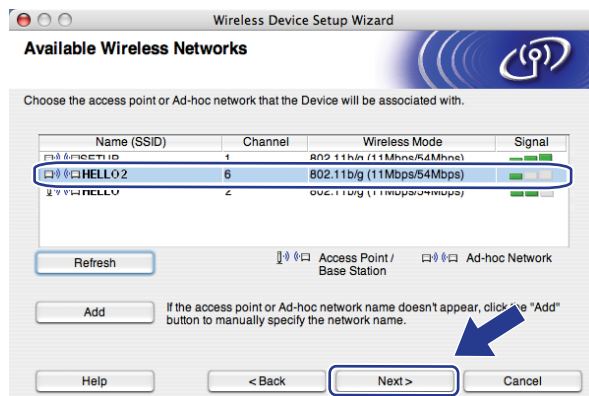 Wireless Device Setup Wizard
Available Wireless Networks
Choose the access point or Ad-hoc network that the Device will be associated with.
Name (SSID) Channel Wireless Mode Signal
SETUP 1 802.11b/g (11Mbps/54Mbps)
HELLO2 6 802.11b/g (11Mbps/54Mbps)
HELLO 2 802.11b/g (11Mbps/54Mbps)
Refresh
Access Point / Base Station
Ad-hoc Network
Add
If the access point or Ad-hoc network name doesn't appear, click the "Add"
button to manually specify the network name.
Help < Back Next > Cancel